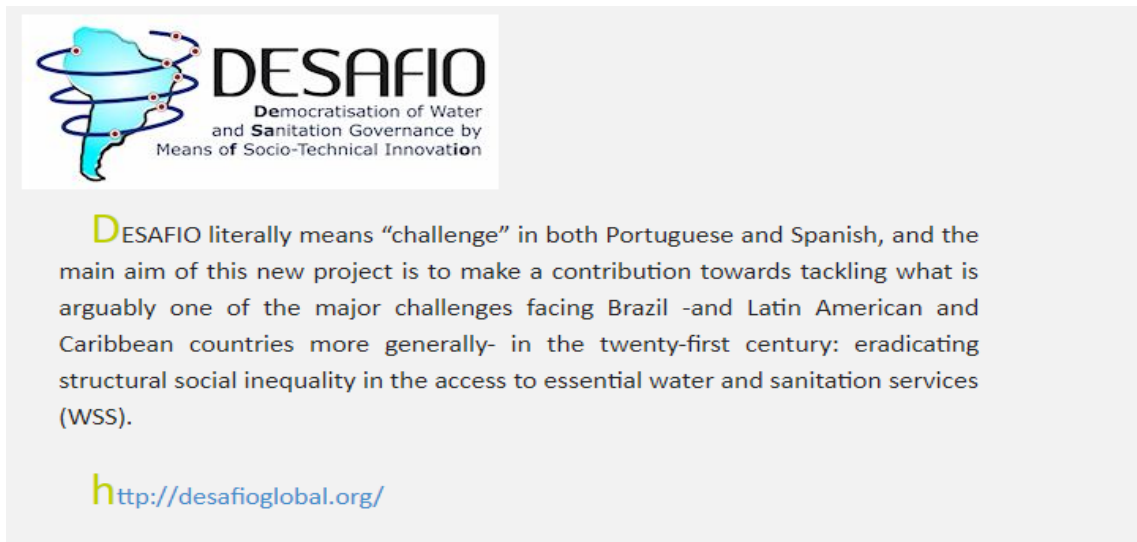 DESAFIO
Democratisation of Water
and Sanitation Governance by
Means of Socio-Technical Innovation
DESAFIO literally means “challenge” in both Portuguese and Spanish, and the
main aim of this new project is to make a contribution towards tackling what is
arguably one of the major challenges facing Brazil -and Latin American and
Caribbean countries more generally- in the twenty-first century: eradicating
structural social inequality in the access to essential water and sanitation services
(WSS).
http://desafioglobal.org/